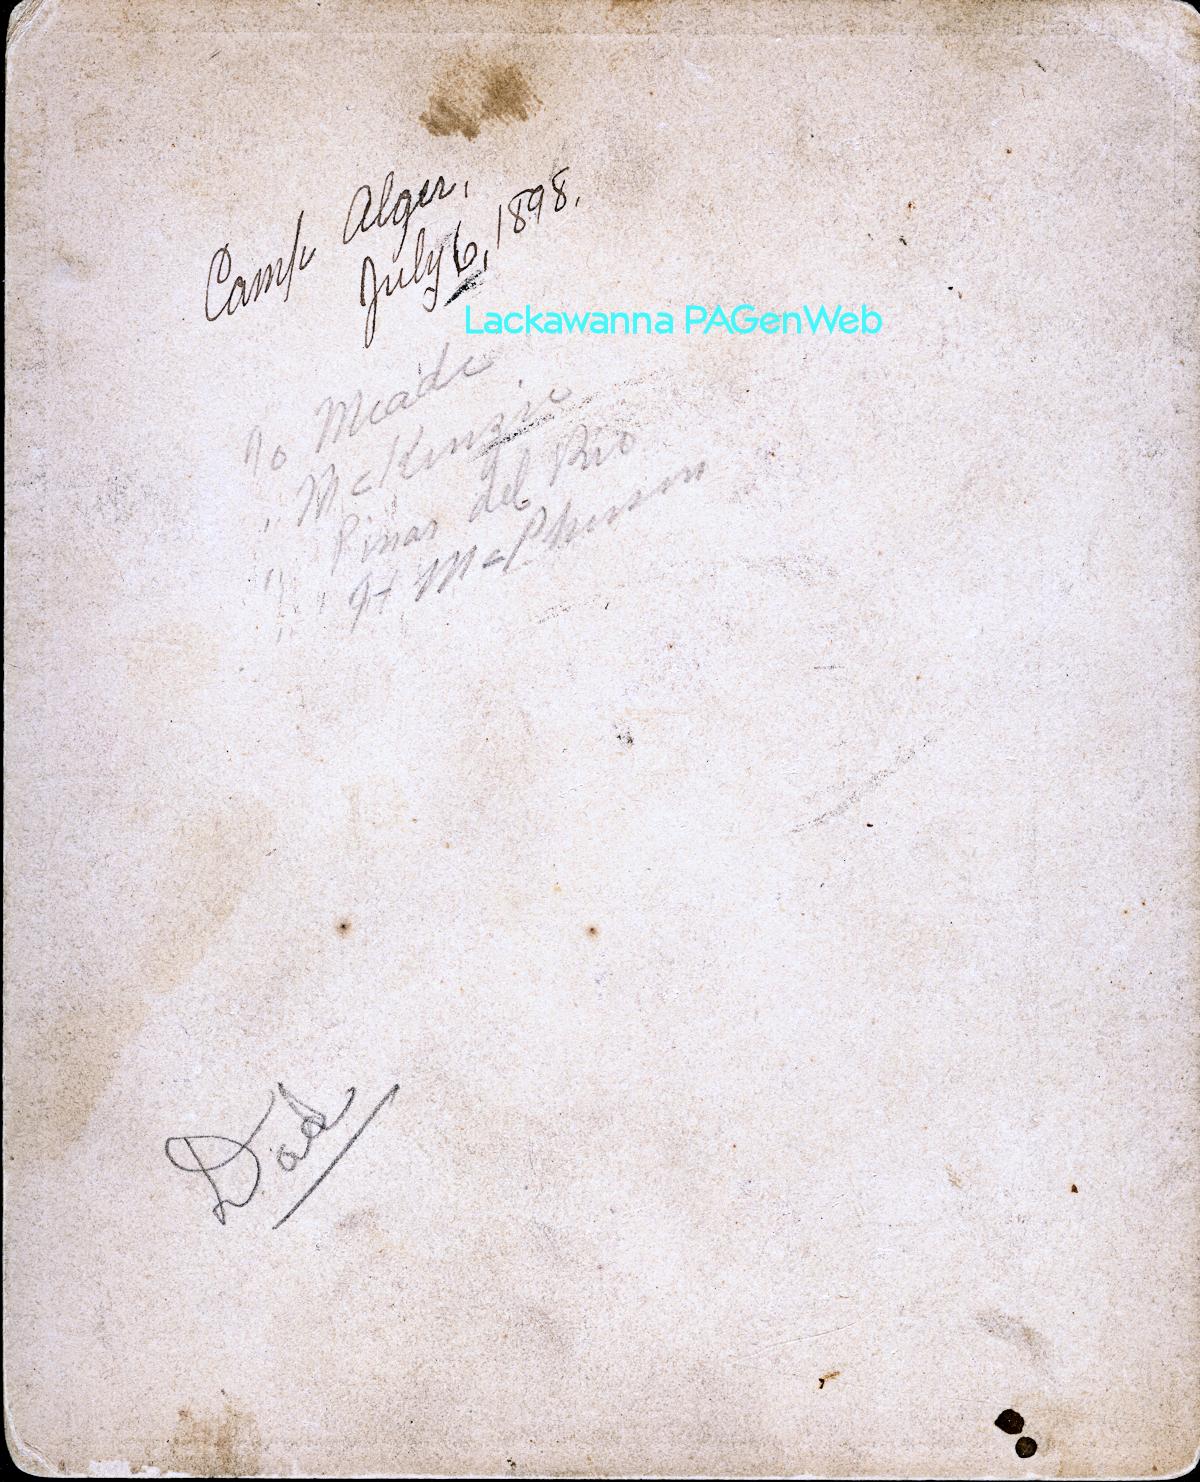 Camp Alger,
July 6, 1898.
Lackawanna PAGenWeb
To Meade
" McKenzie
" Pinar del Rio
" " Ft McPherson
Dad